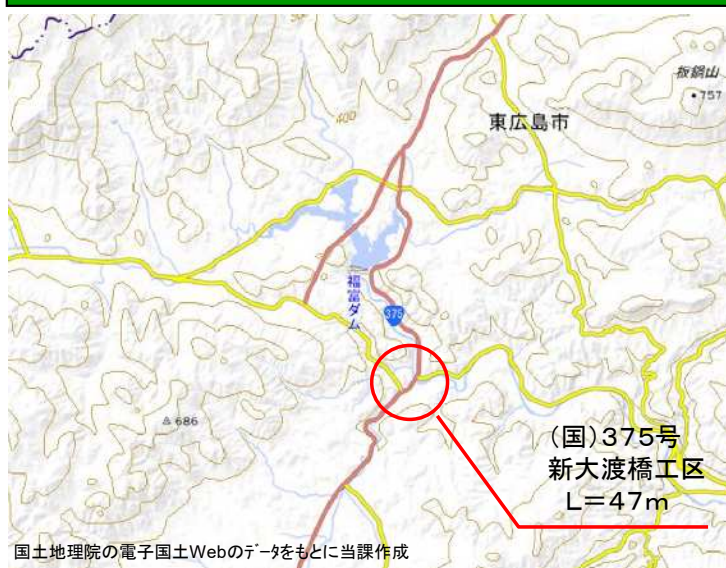 板鍋山
・757
400
東広島市
福富ダム
375
(国)375号
新大渡橋工区
L=47m
△686
国土地理院の電子国土Webのデータをもとに当課作成